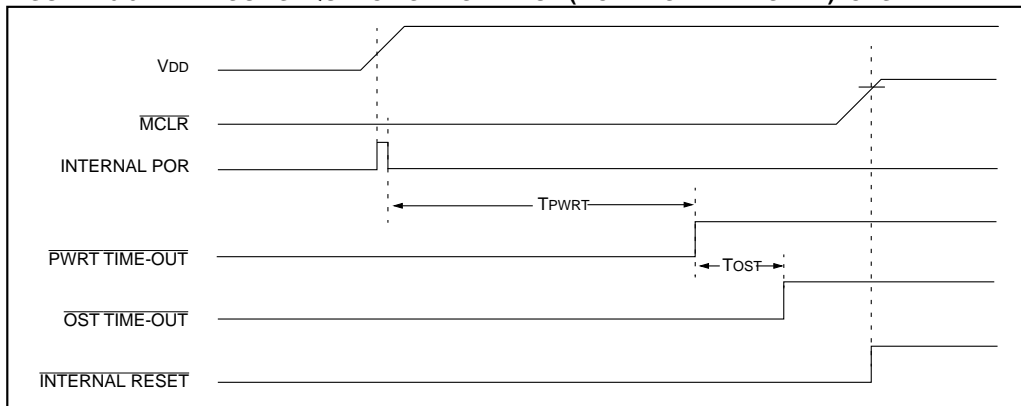 VDD
MCLR
INTERNAL POR
TPWRT
PWRT TIME-OUT
TOST
OST TIME-OUT
INTERNAL RESET